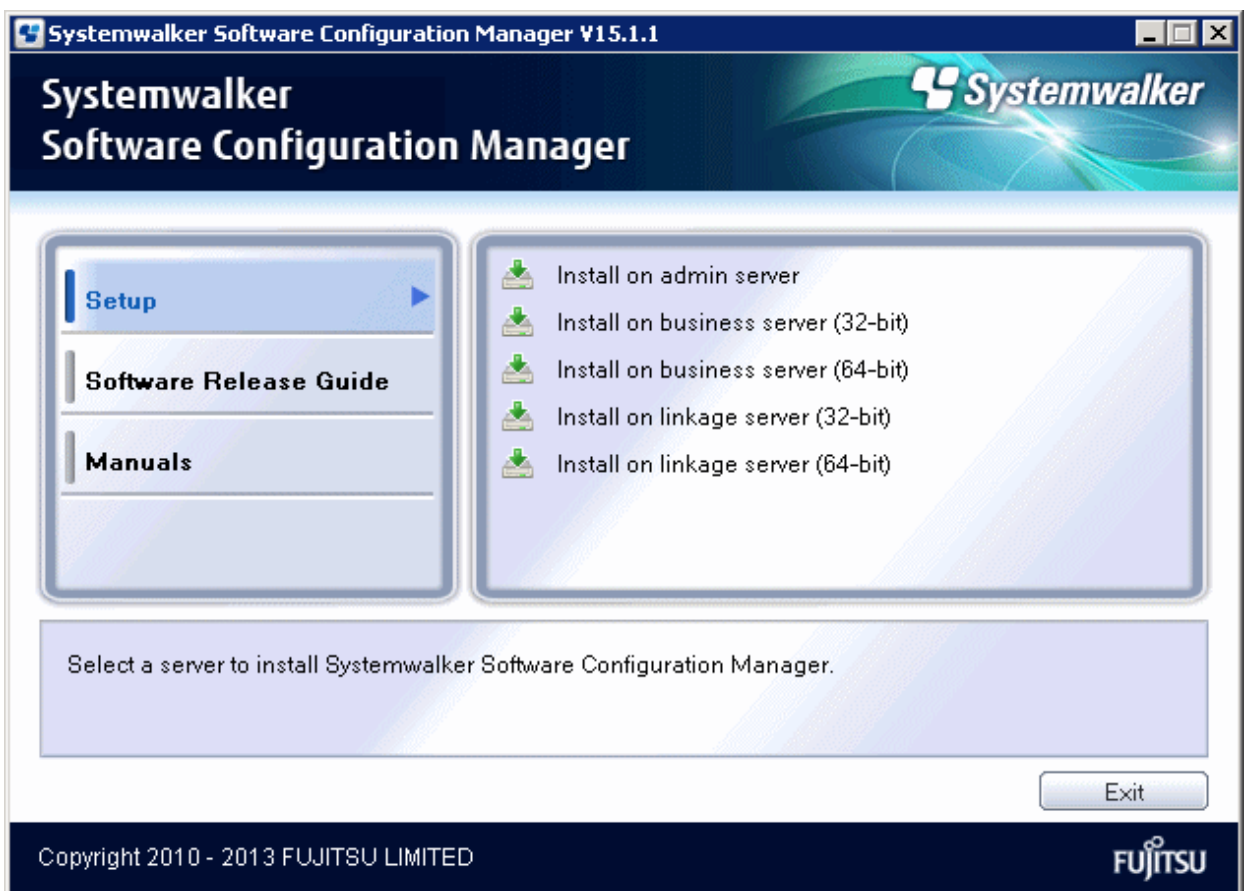 Systemwalker Software Configuration Manager V15.1.1
Systemwalker
Software Configuration Manager
Systemwalker
Setup
Software Release Guide
Manuals
Install on admin server
Install on business server (32-bit)
Install on business server (64-bit)
Install on linkage server (32-bit)
Install on linkage server (64-bit)
Select a server to install Systemwalker Software Configuration Manager.
Exit
Copyright 2010 - 2013 FUJITSU LIMITED
FUJITSU